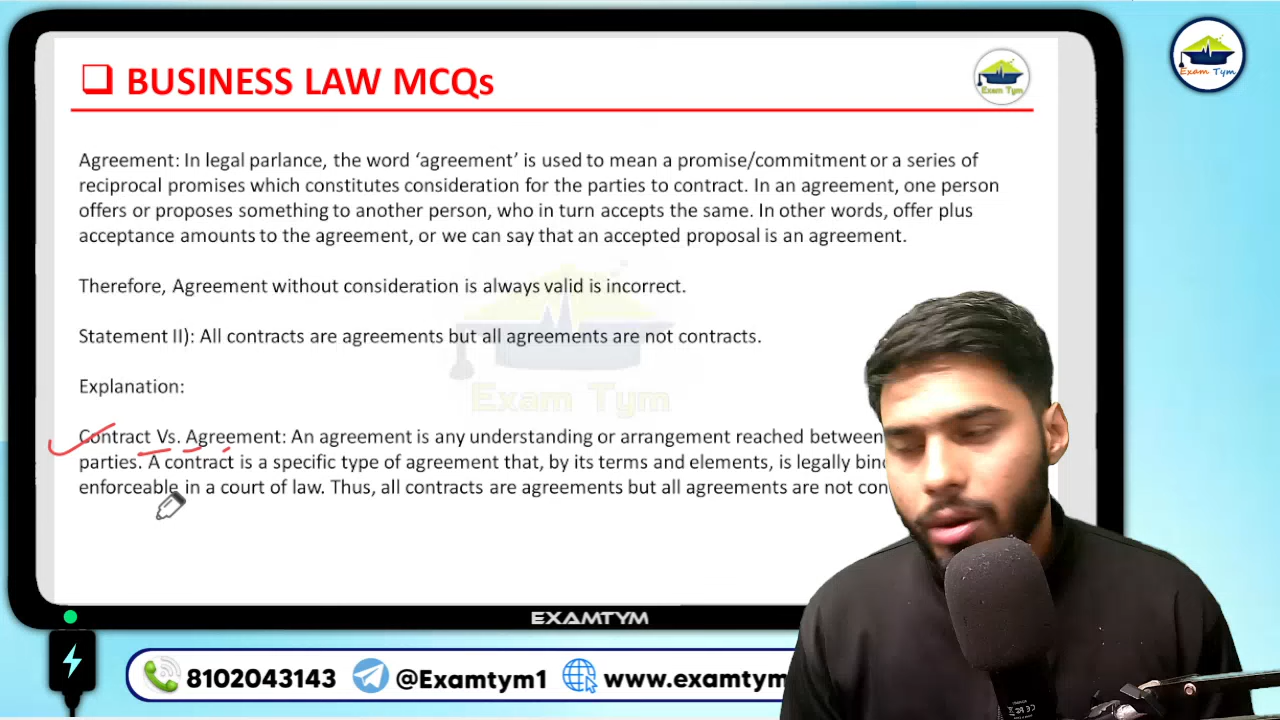 Exam Tym
BUSINESS LAW MCQs
Exam Tym
Agreement: In legal parlance, the word ‘agreement’ is used to mean a promise/commitment or a series of
reciprocal promises which constitutes consideration for the parties to contract. In an agreement, one person
offers or proposes something to another person, who in turn accepts the same. In other words, offer plus
acceptance amounts to the agreement, or we can say that an accepted proposal is an agreement.
Therefore, Agreement without consideration is always valid is incorrect.
Statement II): All contracts are agreements but all agreements are not contracts.
Explanation:
Exam Tym
Contract Vs. Agreement: An agreement is any understanding or arrangement reached between
parties. A contract is a specific type of agreement that, by its terms and elements, is legally
enforceable in a court of law. Thus, all contracts are agreements but all agreements are not
EXAMTYM
8102043143 @Examtym1 www.examtym